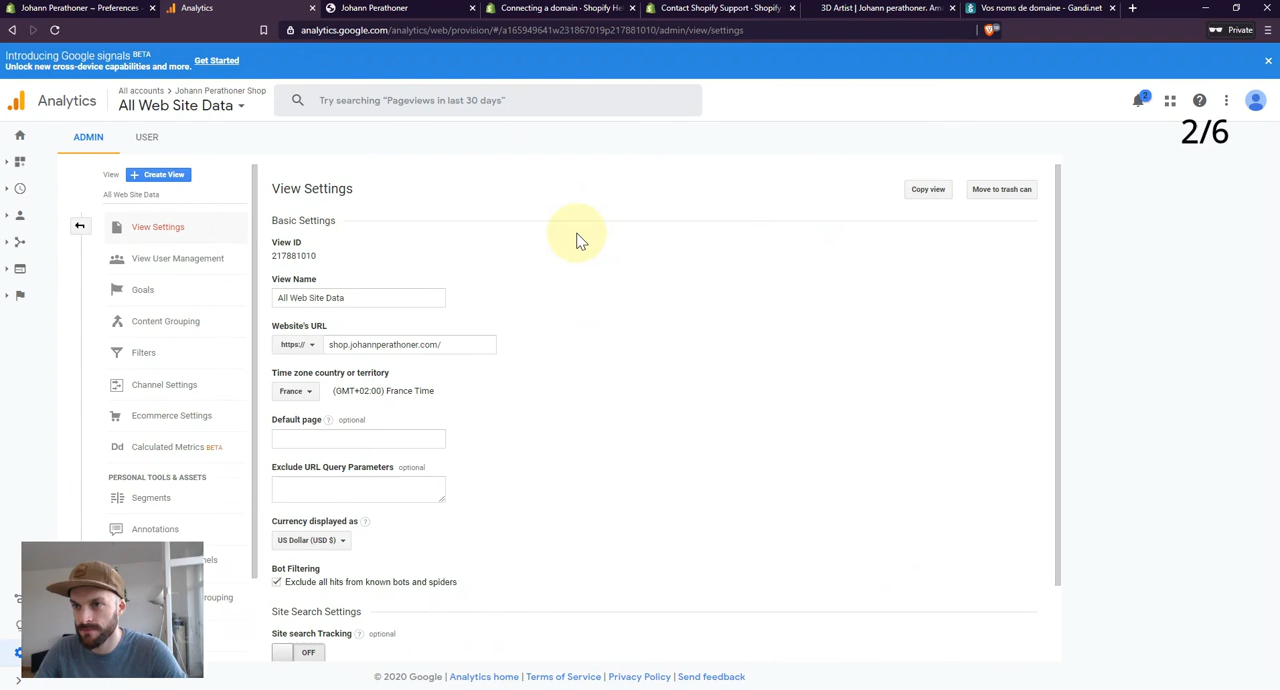 Johann Perathoner ~ Preferences
Analytics
Johann Perathoner
Connecting a domain · Shopify He
Contact Shopify Support · Shopify
3D Artist | Johann perathoner. Am
Vos noms de domaine - Gandi.net
analytics.google.com/analytics/web/provision/#/a165949641w231867019p217881010/admin/view/settings
Private
Introducing Google signals BETA
Unlock new cross-device capabilities and more. Get Started
Analytics
All accounts > Johann Perathoner Shop
All Web Site Data
Try searching "Pageviews in last 30 days"
2
2/6
ADMIN
USER
View + Create View
All Web Site Data
View Settings
View User Management
Goals
Content Grouping
Filters
Channel Settings
Ecommerce Settings
Dd Calculated Metrics BETA
PERSONAL TOOLS & ASSETS
Segments
Annotations
View Settings
Copy view
Move to trash can
Basic Settings
View ID
217881010
View Name
All Web Site Data
Website's URL
https://
shop.johannperathoner.com/
Time zone country or territory
France
(GMT+02:00) France Time
Default page ? optional
Exclude URL Query Parameters optional
Currency displayed as ?
US Dollar (USD $)
Bot Filtering
Exclude all hits from known bots and spiders
Site Search Settings
Site search Tracking ? optional
OFF
© 2020 Google | Analytics home | Terms of Service | Privacy Policy | Send feedback